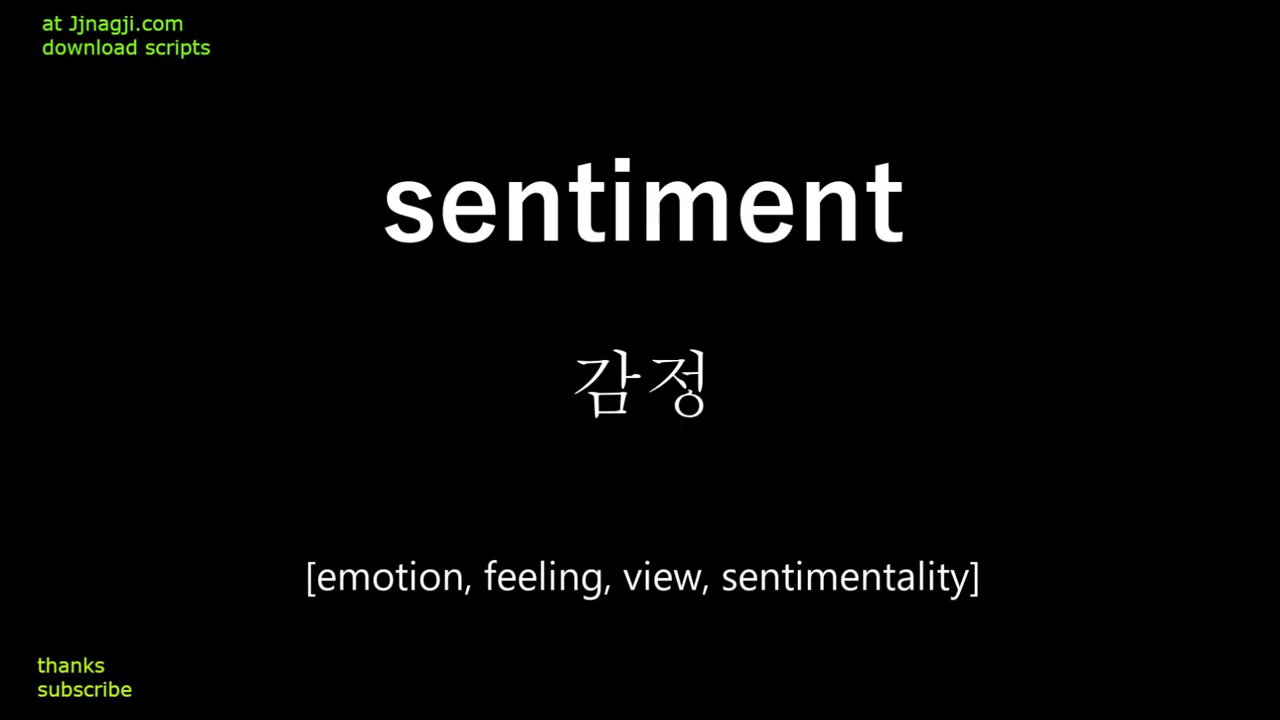 at Jjnagji.com
download scripts
sentiment
감정
[emotion, feeling, view, sentimentality]
thanks
subscribe